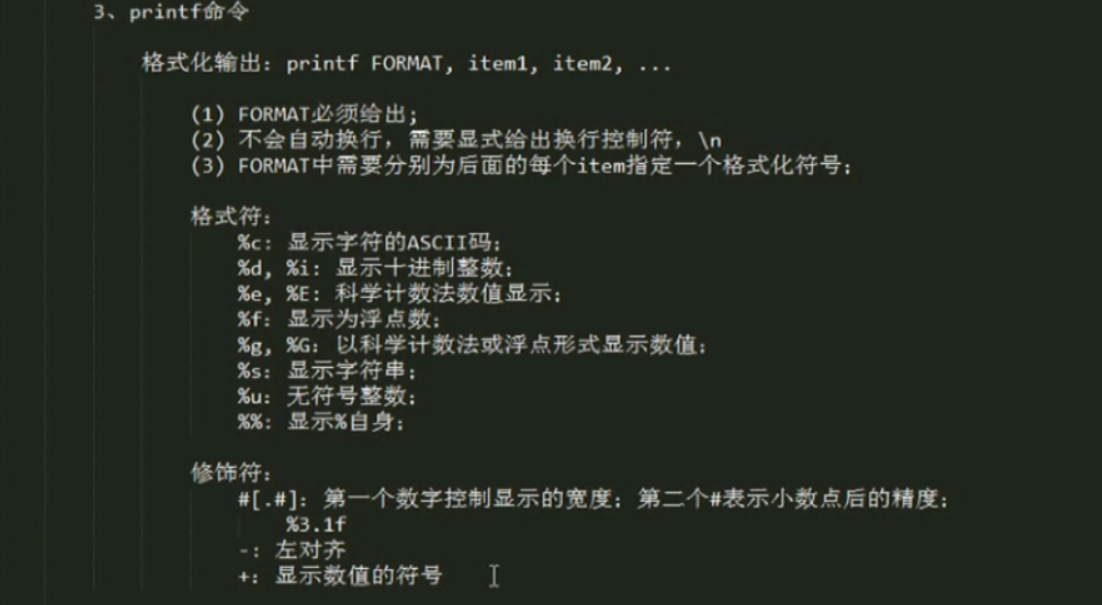 3、printf命令
格式化输出：printf FORMAT, item1, item2, ...
(1) FORMAT必须给出;
(2) 不会自动换行，需要显式给出换行控制符，\n
(3) FORMAT中需要分别为后面的每个item指定一个格式化符号;
格式符：
%c: 显示字符的ASCII码;
%d, %i: 显示十进制整数;
%e, %E: 科学计数法数值显示;
%f: 显示为浮点数;
%g, %G: 以科学计数法或浮点形式显示数值;
%s: 显示字符串;
%u: 无符号整数;
%%: 显示%自身;
修饰符：
#[.#]: 第一个数字控制显示的宽度；第二个#表示小数点后的精度;
%3.1f
-: 左对齐
+: 显示数值的符号